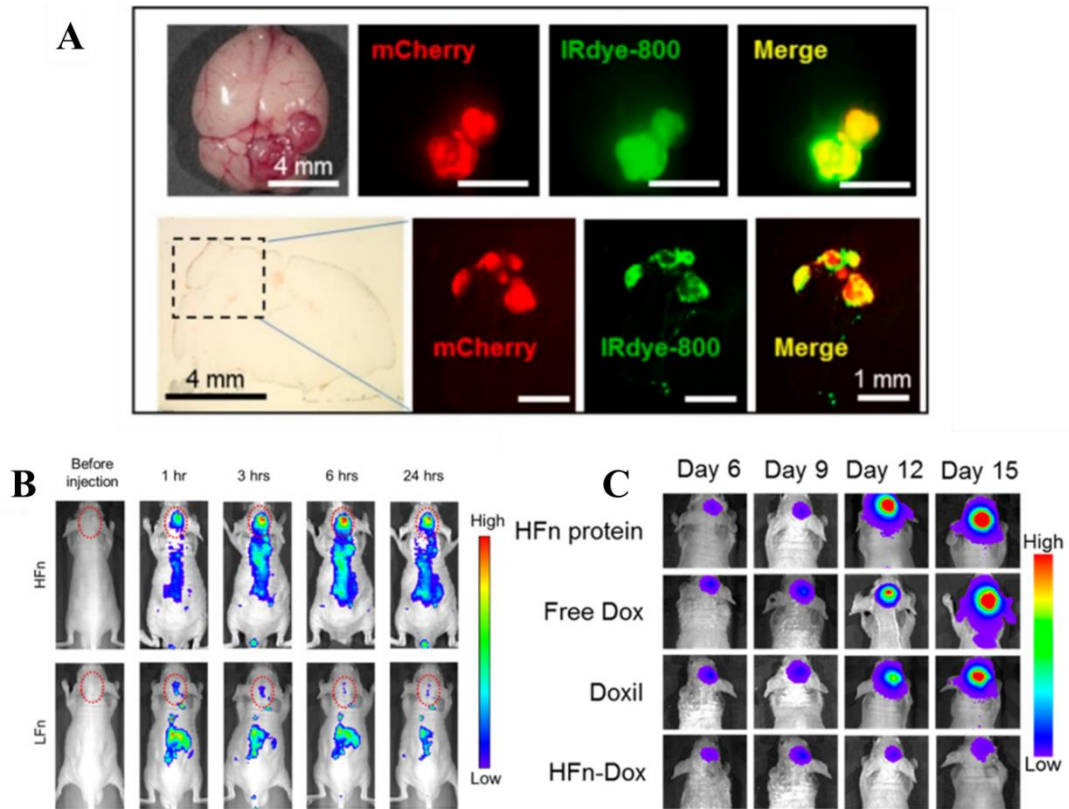 A
mCherry
IRdye-800
Merge
4 mm
4 mm
mCherry
IRdye-800
Merge
1 mm
B
Before
injection
1 hr
3 hrs
6 hrs
24 hrs
HFn
LFn
High
Low
C
Day 6
Day 9
Day 12
Day 15
HFn protein
Free Dox
Doxil
HFn-Dox
High
Low